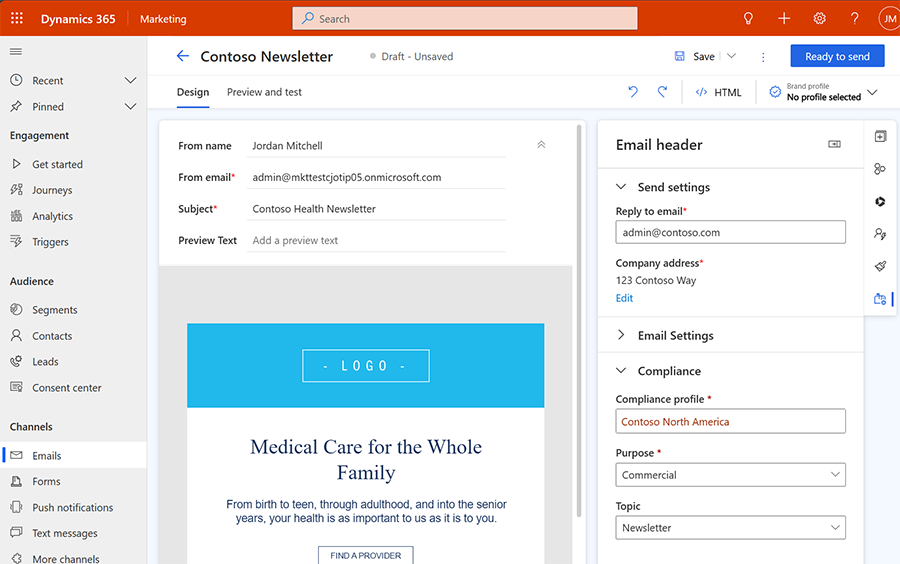 Dynamics 365 Marketing Search JM
Contoso Newsletter Draft - Unsaved Save Ready to send
Design Preview and test HTML Brand profile
No profile selected
Recent
Pinned
Engagement
Get started
Journeys
Analytics
Triggers
Audience
Segments
Contacts
Leads
Consent center
Channels
Emails
Forms
Push notifications
Text messages
More channels
From name Jordan Mitchell
From email* admin@mkttestcjotip05.onmicrosoft.com
Subject* Contoso Health Newsletter
Preview Text Add a preview text
- LOGO -
Medical Care for the Whole
Family
From birth to teen, through adulthood, and into the senior
years, your health is as important to us as it is to you.
FIND A PROVIDER
Email header
Send settings
Reply to email*
admin@contoso.com
Company address*
123 Contoso Way
Edit
Email Settings
Compliance
Compliance profile *
Contoso North America
Purpose *
Commercial
Topic
Newsletter